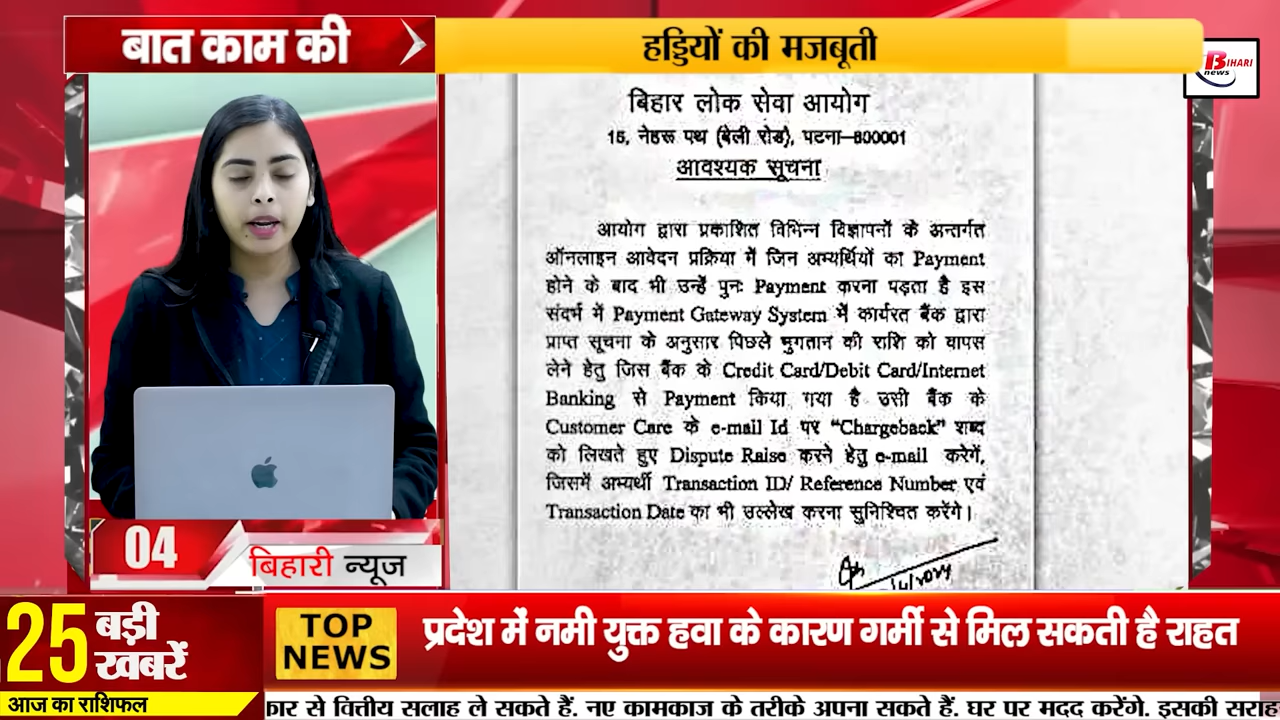 बात काम की
हड्डियों की मजबूती
BIHARI
news
बिहार लोक सेवा आयोग
15, नेहरू पथ (बेली रोड), पटना–800001
आवश्यक सूचना
आयोग द्वारा प्रकाशित विभिन्न विज्ञापनों के अन्तर्गत
ऑनलाइन आवेदन प्रक्रिया में जिन अभ्यर्थियों का Payment
होने के बाद भी उन्हें पुनः Payment करना पड़ता है इस
संदर्भ में Payment Gateway System में कार्यरत बैंक द्वारा
प्राप्त सूचना के अनुसार पिछले भुगतान की राशि को वापस
लेने हेतु जिस बैंक के Credit Card/Debit Card/Internet
Banking से Payment किया गया है उसी बैंक के
Customer Care के e-mail Id पर “Chargeback” शब्द
को लिखते हुए Dispute Raise करने हेतु e-mail करेगें,
जिसमें अभ्यर्थी Transaction ID/ Reference Number एवं
Transaction Date का भी उल्लेख करना सुनिश्चित करेंगे।
04
बिहारी न्यूज
25 बड़ी खबरें
TOP NEWS
प्रदेश में नमी युक्त हवा के कारण गर्मी से मिल सकती है राहत
आज का राशिफल
कार से वित्तीय सलाह ले सकते हैं. नए कामकाज के तरीके अपना सकते हैं. घर पर मदद करेंगे. इसकी सराह